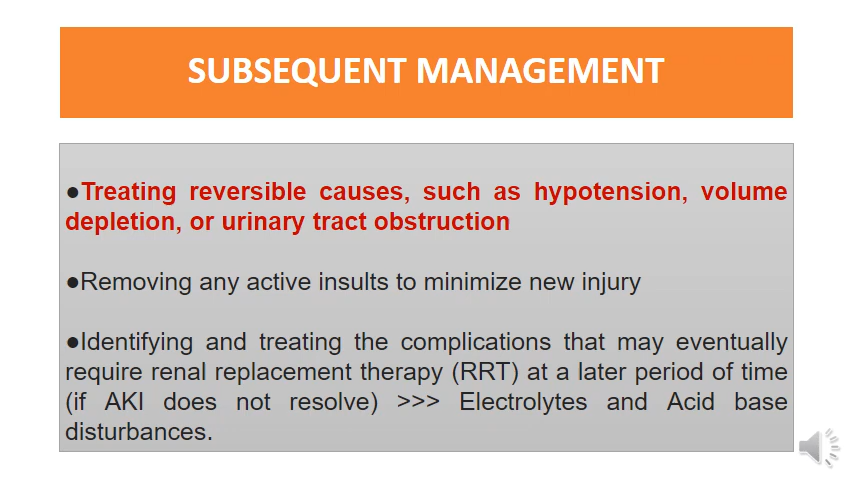 SUBSEQUENT MANAGEMENT
●Treating reversible causes, such as hypotension, volume
depletion, or urinary tract obstruction
●Removing any active insults to minimize new injury
●Identifying and treating the complications that may eventually
require renal replacement therapy (RRT) at a later period of time
(if AKI does not resolve) >>> Electrolytes and Acid base
disturbances.